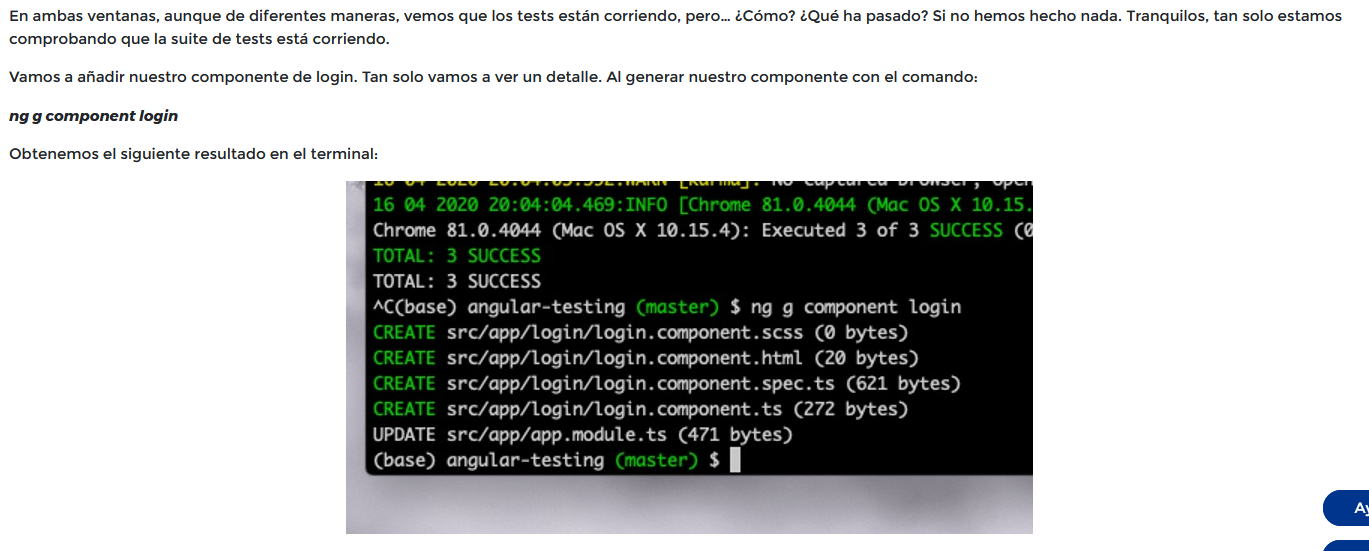 En ambas ventanas, aunque de diferentes maneras, vemos que los tests están corriendo, pero... ¿Cómo? ¿Qué ha pasado? Si no hemos hecho nada. Tranquilos, tan solo estamos
comprobando que la suite de tests está corriendo.
Vamos a añadir nuestro componente de login. Tan solo vamos a ver un detalle. Al generar nuestro componente con el comando:
ng g component login
Obtenemos el siguiente resultado en el terminal:
16 04 2020 20:04:04.469:INFO [Chrome 81.0.4044 (Mac OS X 10.15.
Chrome 81.0.4044 (Mac OS X 10.15.4): Executed 3 of 3 SUCCESS (0
TOTAL: 3 SUCCESS
TOTAL: 3 SUCCESS
^C(base) angular-testing (master) $ ng g component login
CREATE src/app/login/login.component.scss (0 bytes)
CREATE src/app/login/login.component.html (20 bytes)
CREATE src/app/login/login.component.spec.ts (621 bytes)
CREATE src/app/login/login.component.ts (272 bytes)
UPDATE src/app/app.module.ts (471 bytes)
(base) angular-testing (master) $